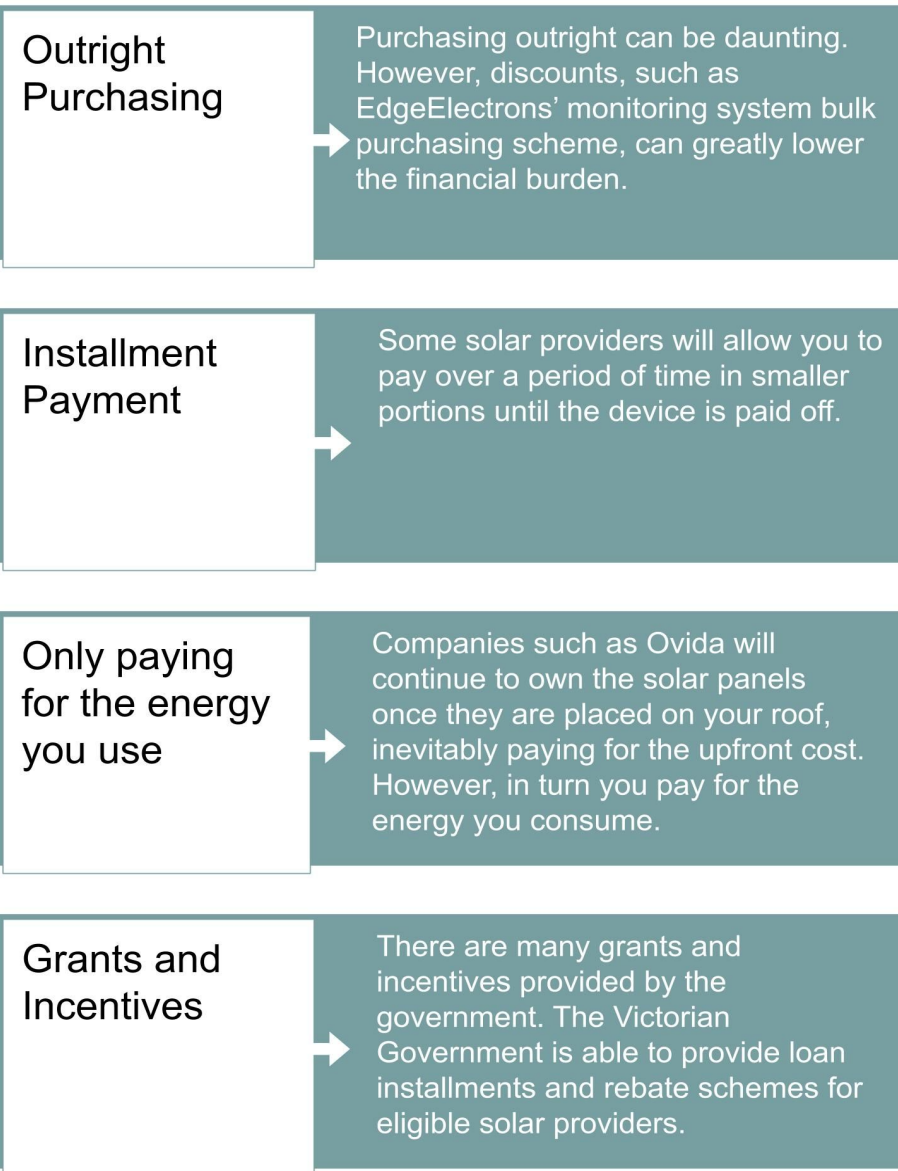 Outright
Purchasing
Purchasing outright can be daunting.
However, discounts, such as
EdgeElectrons’ monitoring system bulk
purchasing scheme, can greatly lower
the financial burden.
Installment
Payment
Some solar providers will allow you to
pay over a period of time in smaller
portions until the device is paid off.
Only paying
for the energy
you use
Companies such as Ovida will
continue to own the solar panels
once they are placed on your roof,
inevitably paying for the upfront cost.
However, in turn you pay for the
energy you consume.
Grants and
Incentives
There are many grants and
incentives provided by the
government. The Victorian
Government is able to provide loan
installments and rebate schemes for
eligible solar providers.